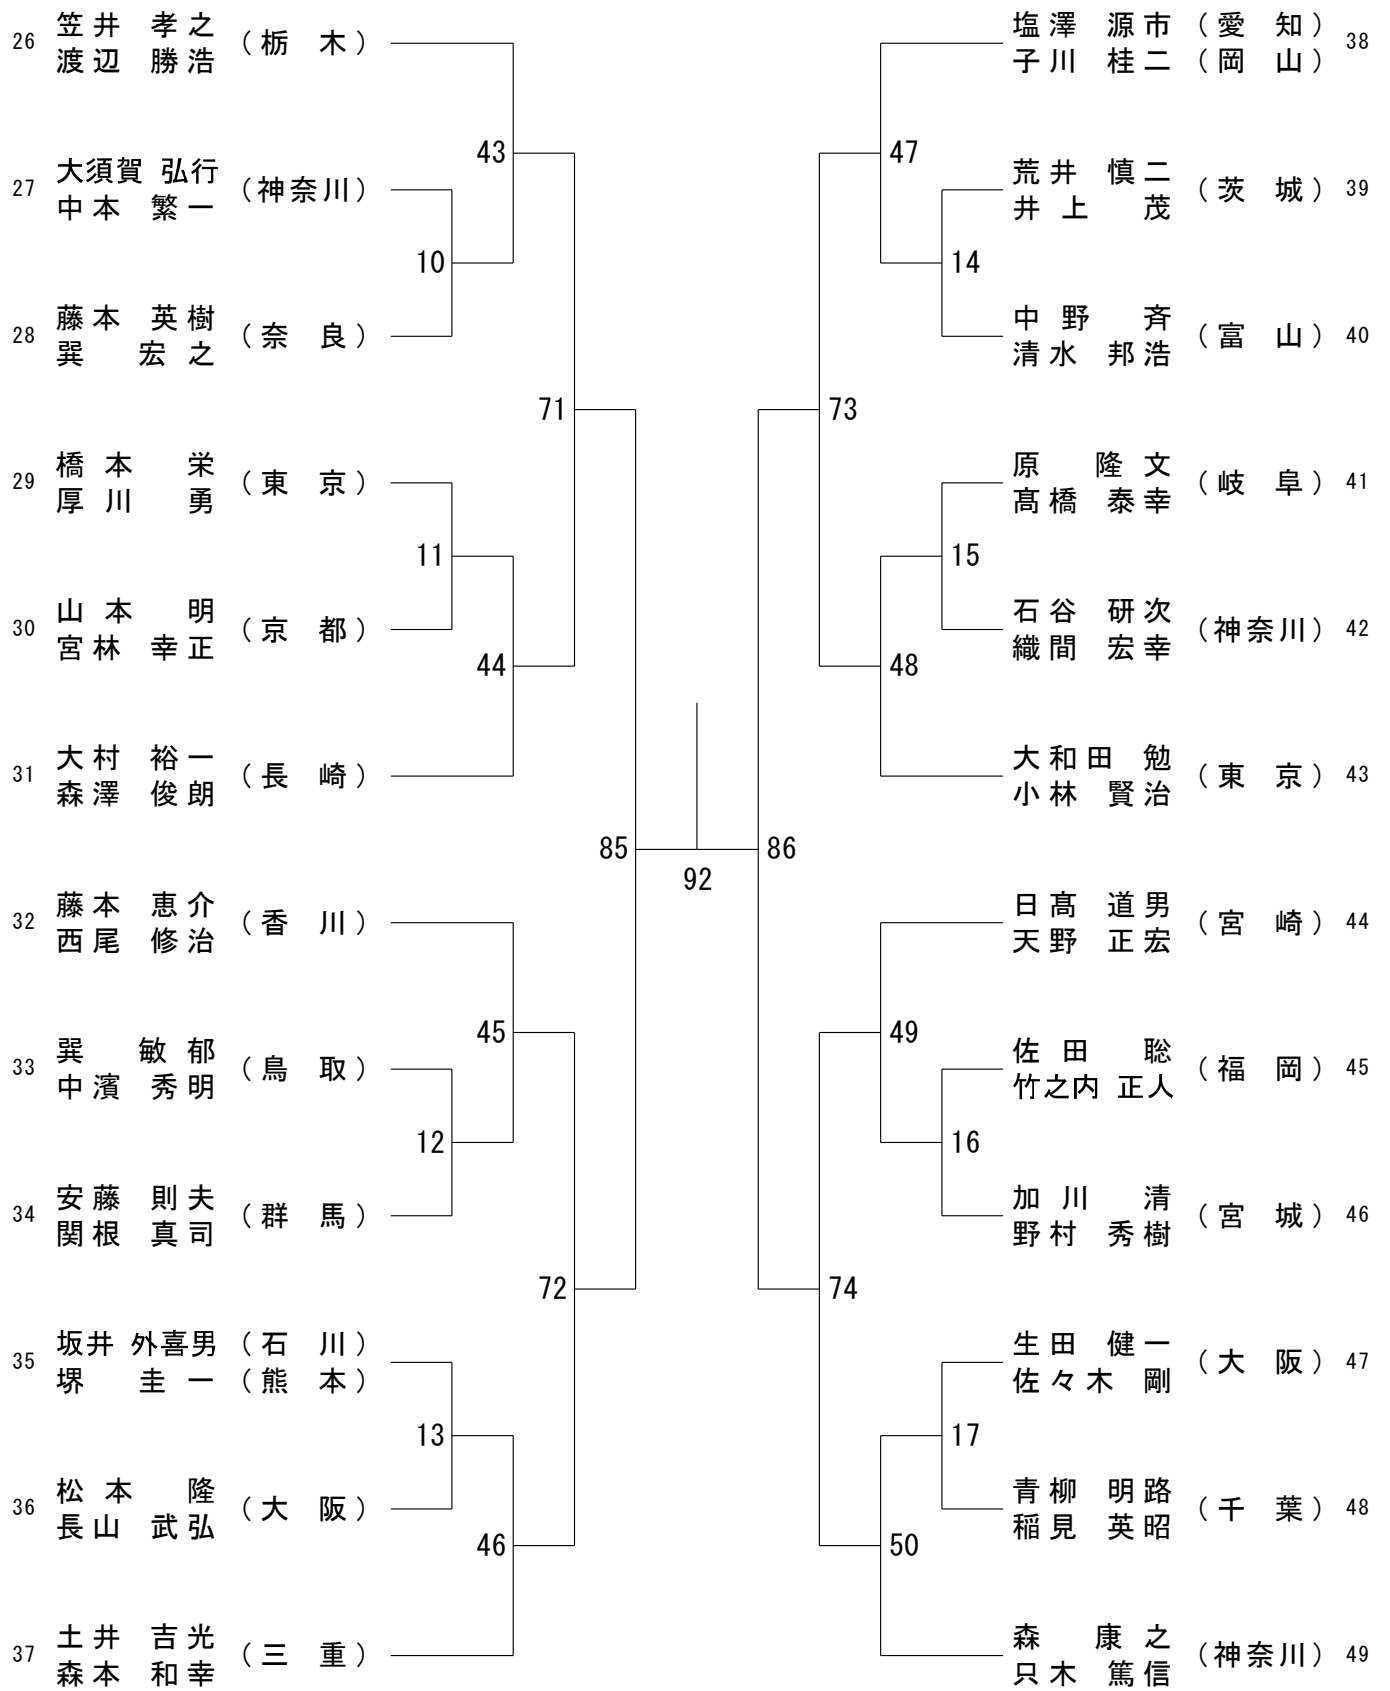 26 笠井 孝之 (栃 木)
渡辺 勝浩
43
27 大須賀 弘行 (神奈川)
中本 繁一
10
28 藤本 英樹 (奈 良)
巽 宏之
71
29 橋本 栄 (東 京)
厚川 勇
11
30 山本 明 (京 都)
宮林 幸正
44
31 大村 裕一 (長 崎)
森澤 俊朗
85
32 藤本 恵介 (香 川)
西尾 修治
45
33 巽 敏郁 (鳥 取)
中濱 秀明
12
34 安藤 則夫 (群 馬)
関根 真司
72
35 坂井 外喜男 (石 川)
堺 圭一 (熊 本)
13
36 松本 隆 (大 阪)
長山 武弘
46
37 土井 吉光 (三 重)
森本 和幸
92
塩澤 源市 (愛 知) 38
子川 桂二 (岡 山)
47
荒井 慎二 (茨 城) 39
井上 茂
14
中野 斉 (富 山) 40
清水 邦浩
73
原 隆文 (岐 阜) 41
髙橋 泰幸
15
石谷 研次 (神奈川) 42
織間 宏幸
48
大和田 勉 (東 京) 43
小林 賢治
86
日髙 道男 (宮 崎) 44
天野 正宏
49
佐田 聡 (福 岡) 45
竹之内 正人
16
加川 清 (宮 城) 46
野村 秀樹
74
生田 健一 (大 阪) 47
佐々木 剛
17
青柳 明路 (千 葉) 48
稲見 英昭
50
森 康之 (神奈川) 49
只木 篤信